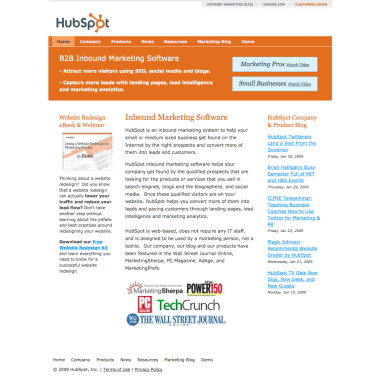 INTERNET MARKETING BLOG   CUSTOMER LOGIN
HubSpot
Home   Company   Products   News   Resources   Marketing Blog   Demo
B2B Inbound Marketing Software
- Attract more visitors using SEO, social media and blogs.
- Capture more leads with landing pages, lead intelligence
and marketing analytics.
Marketing Pros Watch Video
Small Businesses Watch Video
Website Redesign
eBook & Webinar
Using a Website Redesign for
e-Book
Thinking about a website
redesign? Did you know
that a website redesign
can actually lower your
traffic and reduce your
lead flow? Don't take
another step without
learning about the pitfalls
and best practices around
redesigning your website.
Download our Free
Website Redesign Kit
and learn everything you
need to know for a
successful website
redesign.
Inbound Marketing Software
HubSpot is an inbound marketing system to help your
small or medium sized business get found on the
Internet by the right prospects and convert more of
them into leads and customers.
HubSpot inbound marketing software helps your
company get found by the qualified prospects that are
looking for the products or services that you sell in
search engines, blogs and the blogosphere, and social
media. Once these qualified visitors are on your
website, HubSpot helps you convert more of them into
leads and paying customers through landing pages, lead
intelligence and marketing analytics.
HubSpot is web-based, does not require any IT staff,
and is designed to be used by a marketing person, not a
techie. Our company, our blog and our products have
been featured in the Wall Street Journal Online,
MarketingSherpa, PC Magazine, AdAge, and
MarketingProfs.
MarketingSherpa
POWER150
PC
TechCrunch
THE WALL STREET JOURNAL
ONLINE
HubSpot Company
& Product Blog
HubSpot Twitterers
Land a Visit From the
Governor
Friday, Jan 30, 2009
Brian Halligan's Busy
Semester: Full of MIT
and HBS Events
Thursday, Jan 29, 2009
Teleseminar:
Teaching Business
Coaches How to Use
Twitter for Marketing &
PR
Friday, Jan 23, 2009
Magic Johnson
Recommends Website
Grader by HubSpot
Wednesday, Jan 21, 2009
HubSpot TV Gets New
Digs, New Desk, and
New Guests
Monday, Jan 19, 2009
Home   Company   Products   News   Resources   Marketing Blog   Demo
© 2009 HubSpot, Inc. | Terms of Use | Privacy Policy